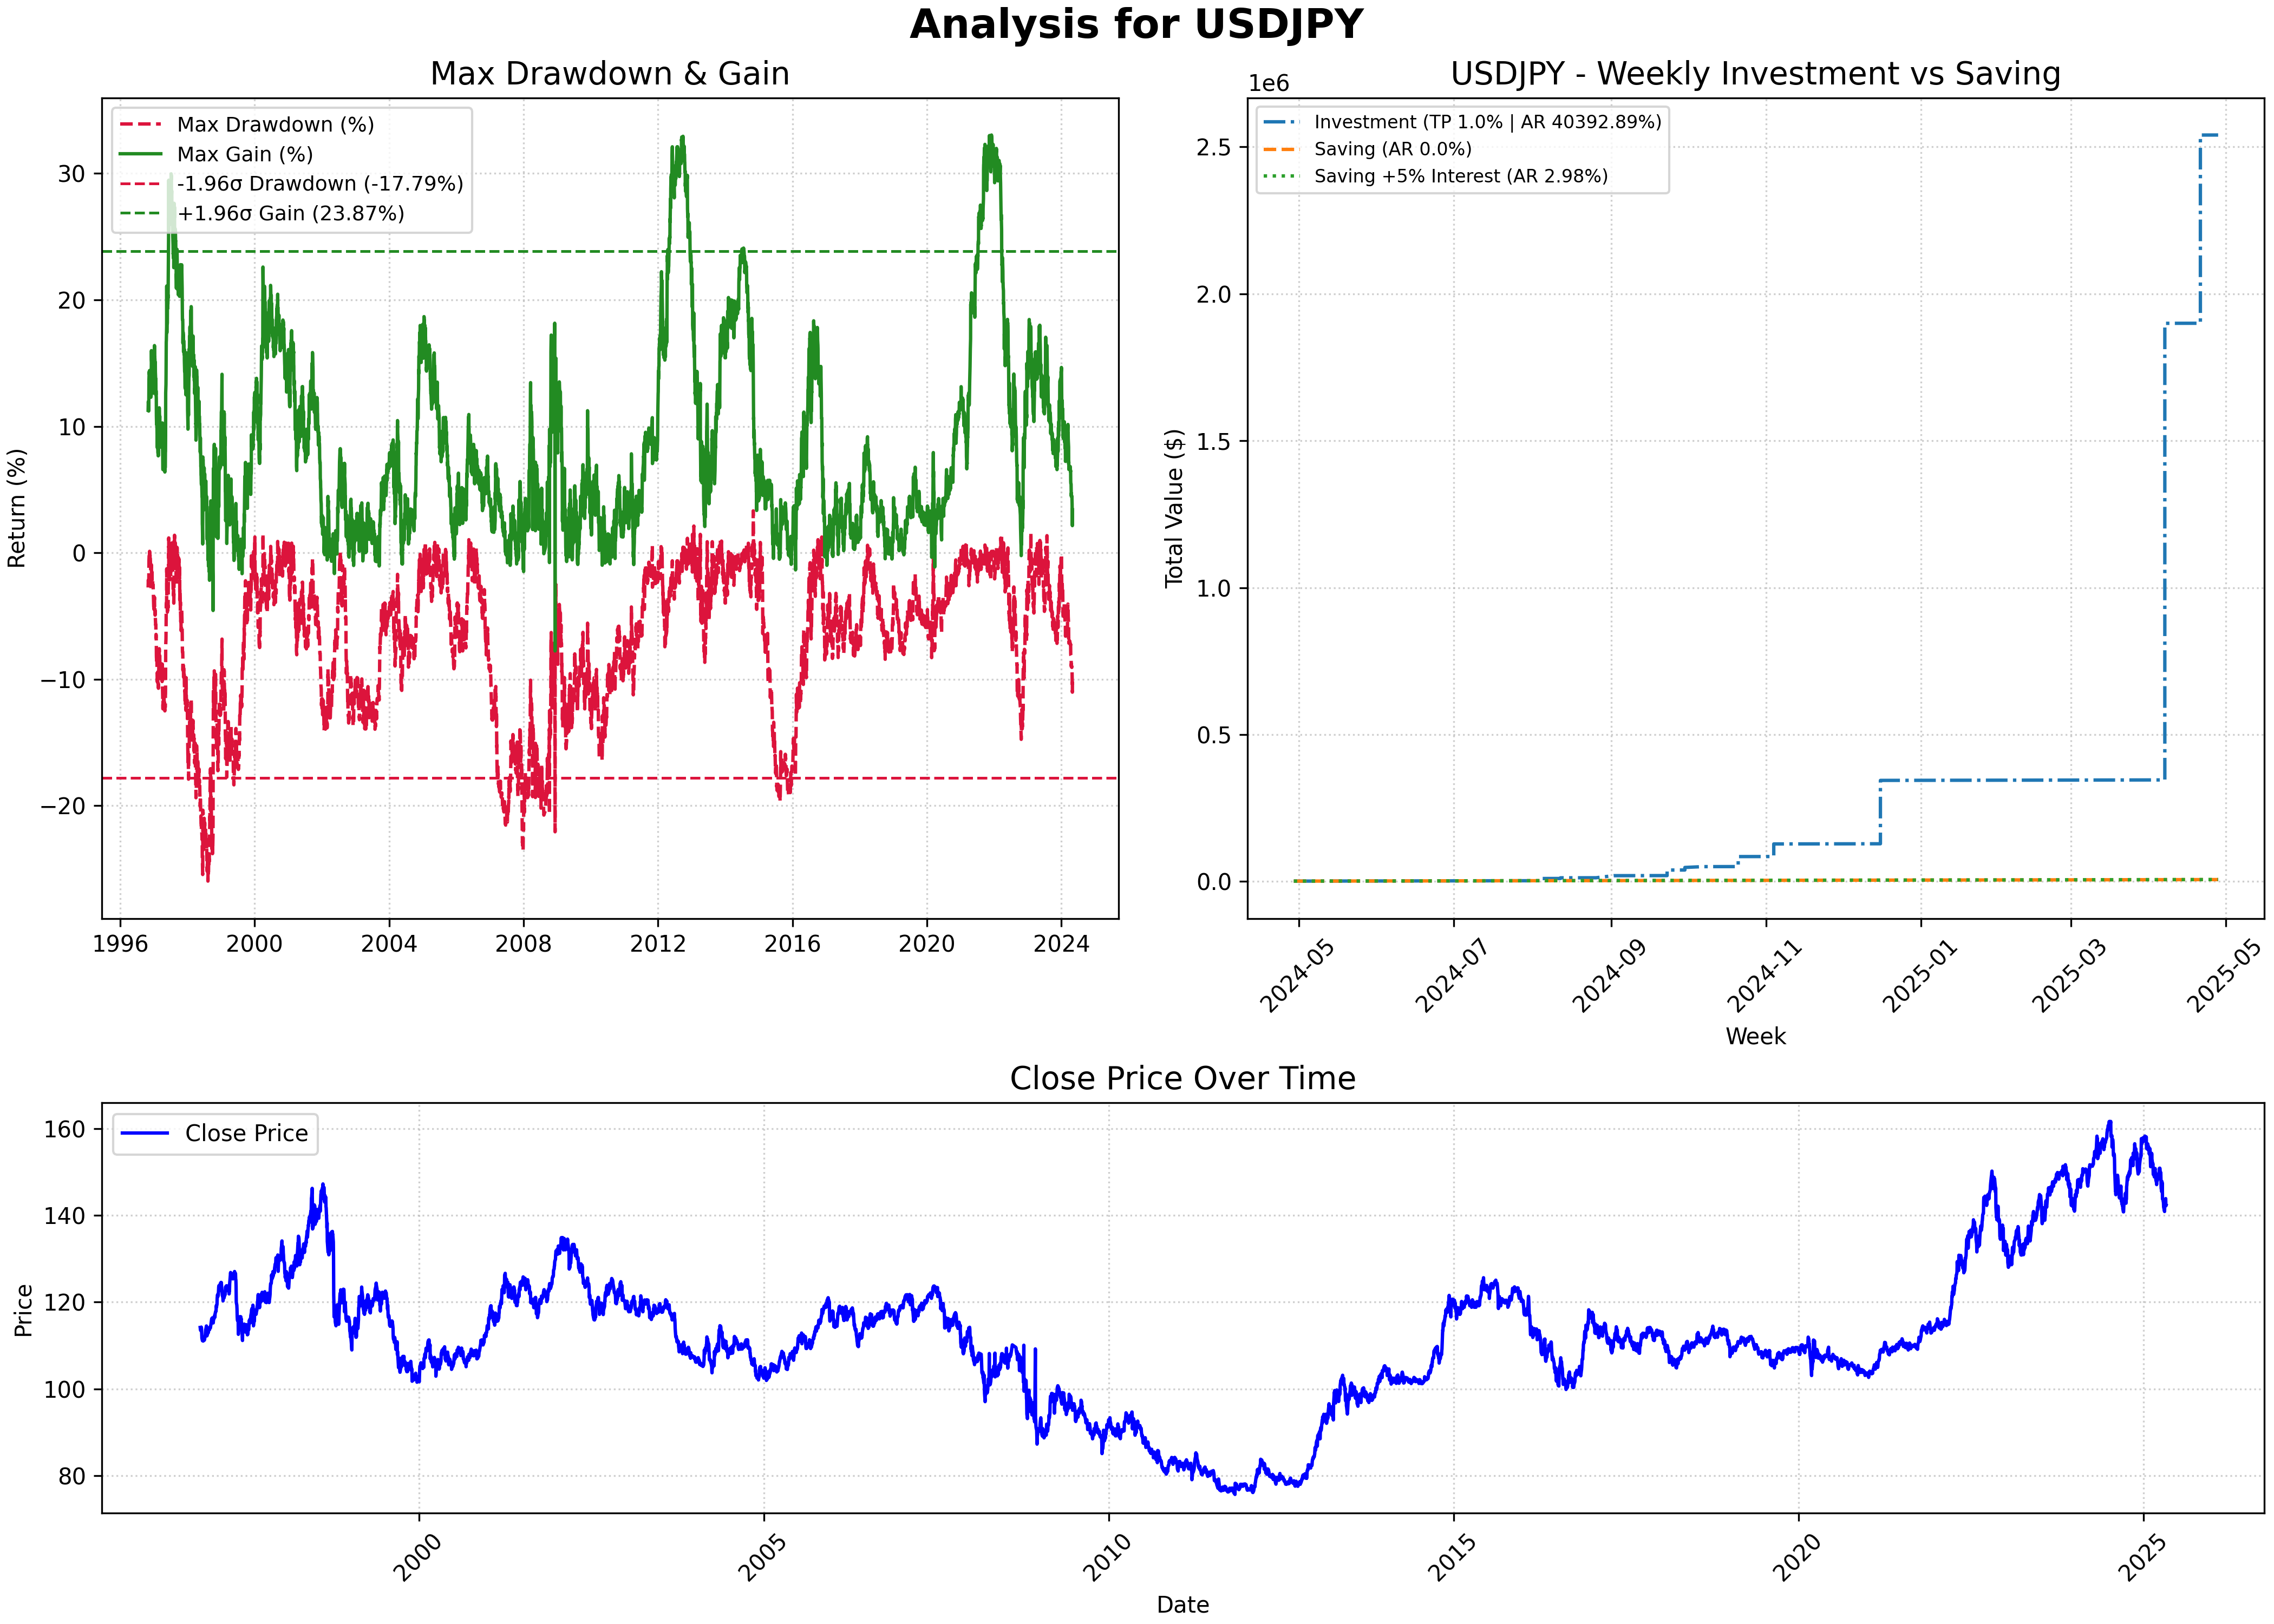 Analysis for USDJPY
Max Drawdown & Gain
Max Drawdown (%)
Max Gain (%)
-1.96σ Drawdown (-17.79%)
+1.96σ Gain (23.87%)
Return (%)
30
20
10
0
−10
−20
1996
2000
2004
2008
2012
2016
2020
2024
USDJPY - Weekly Investment vs Saving
1e6
Investment (TP 1.0% | AR 40392.89%)
Saving (AR 0.0%)
Saving +5% Interest (AR 2.98%)
Total Value ($)
2.5
2.0
1.5
1.0
0.5
0.0
2024-05
2024-07
2024-09
2024-11
2025-01
2025-03
2025-05
Week
Close Price Over Time
Close Price
Price
160
140
120
100
80
2000
2005
2010
2015
2020
2025
Date